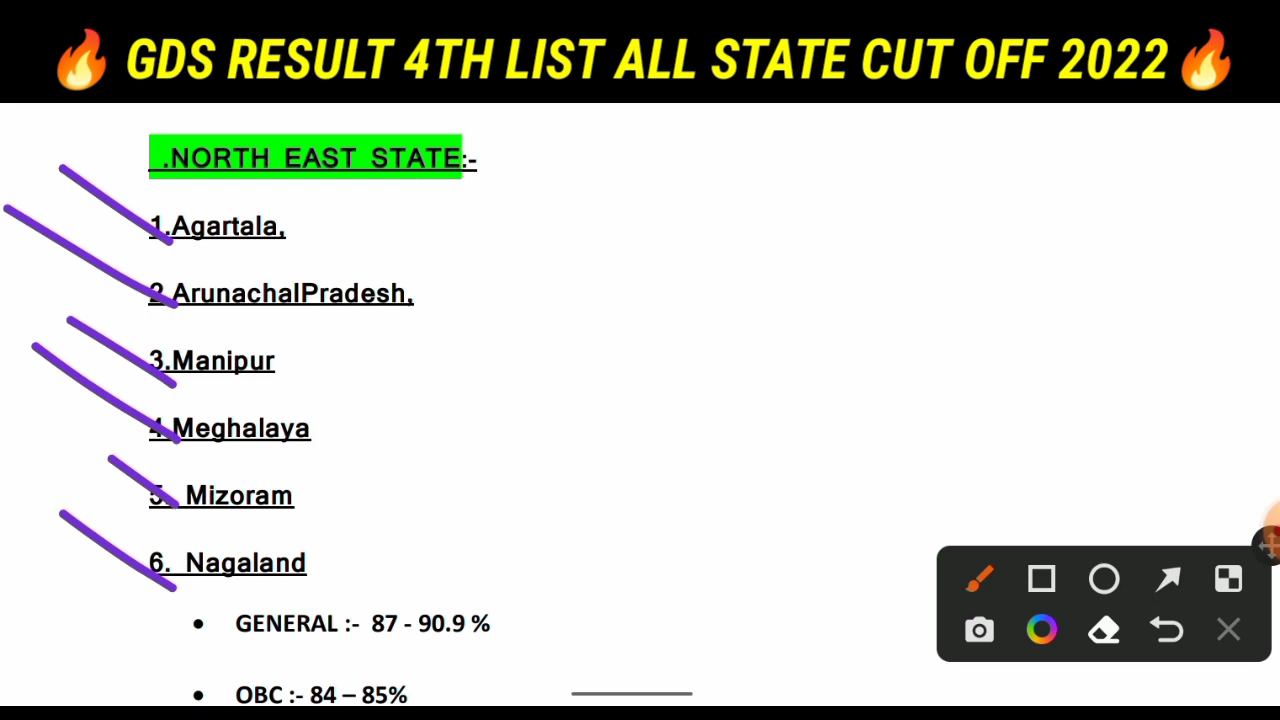 🔥 GDS RESULT 4TH LIST ALL STATE CUT OFF 2022 🔥
.NORTH EAST STATE:-
1.Agartala,
2.ArunachalPradesh,
3.Manipur
4.Meghalaya
5. Mizoram
6. Nagaland
• GENERAL :- 87 - 90.9 %
• OBC :- 84 – 85%